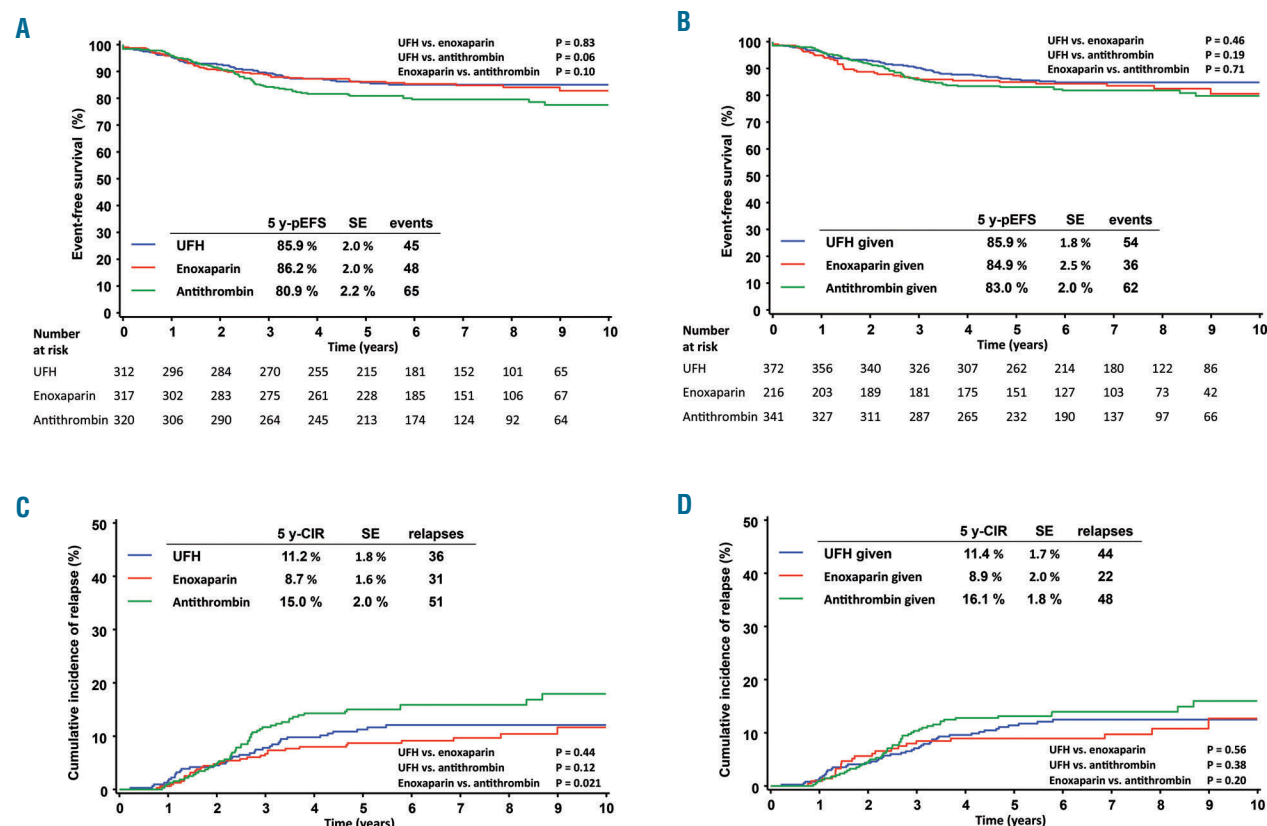 A
UFH vs. enoxaparin P = 0.83
UFH vs. antithrombin P = 0.06
Enoxaparin vs. antithrombin P = 0.10
Event-free survival (%)
100
90
80
70
60
50
40
30
20
10
0
5 y-pEFS SE events
UFH 85.9 % 2.0 % 45
Enoxaparin 86.2 % 2.0 % 48
Antithrombin 80.9 % 2.2 % 65
0 1 2 3 4 5 6 7 8 9 10
Time (years)
Number
at risk
UFH 312 296 284 270 255 215 181 152 101 65
Enoxaparin 317 302 283 275 261 228 185 151 106 67
Antithrombin 320 306 290 264 245 213 174 124 92 64
B
UFH vs. enoxaparin P = 0.46
UFH vs. antithrombin P = 0.19
Enoxaparin vs. antithrombin P = 0.71
Event-free survival (%)
100
90
80
70
60
50
40
30
20
10
0
5 y-pEFS SE events
UFH given 85.9 % 1.8 % 54
Enoxaparin given 84.9 % 2.5 % 36
Antithrombin given 83.0 % 2.0 % 62
0 1 2 3 4 5 6 7 8 9 10
Time (years)
Number
at risk
UFH 372 356 340 326 307 262 214 180 122 86
Enoxaparin 216 203 189 181 175 151 127 103 73 42
Antithrombin 341 327 311 287 265 232 190 137 97 66
C
Cumulative incidence of relapse (%)
50
40
30
20
10
0
5 y-CIR SE relapses
UFH 11.2 % 1.8 % 36
Enoxaparin 8.7 % 1.6 % 31
Antithrombin 15.0 % 2.0 % 51
UFH vs. enoxaparin P = 0.44
UFH vs. antithrombin P = 0.12
Enoxaparin vs. antithrombin P = 0.021
0 1 2 3 4 5 6 7 8 9 10
Time (years)
D
Cumulative incidence of relapse (%)
50
40
30
20
10
0
5 y-CIR SE relapses
UFH given 11.4 % 1.7 % 44
Enoxaparin given 8.9 % 2.0 % 22
Antithrombin given 16.1 % 1.8 % 48
UFH vs. enoxaparin P = 0.56
UFH vs. antithrombin P = 0.38
Enoxaparin vs. antithrombin P = 0.20
0 1 2 3 4 5 6 7 8 9 10
Time (years)